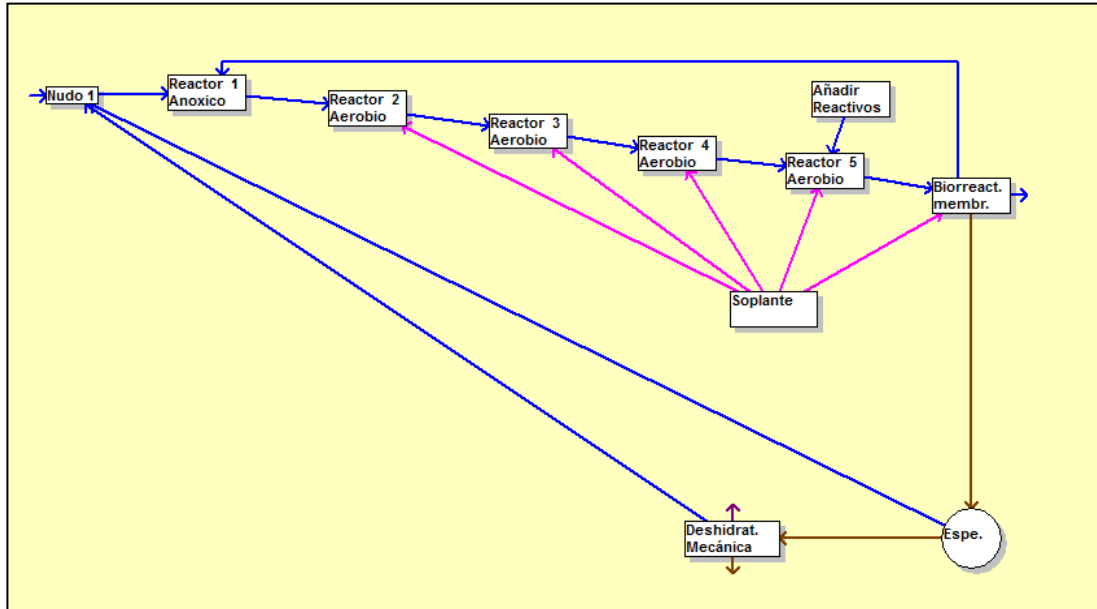 Nudo 1
Reactor 1
Anoxico
Reactor 2
Aerobio
Reactor 3
Aerobio
Reactor 4
Aerobio
Añadir
Reactivos
Reactor 5
Aerobio
Biorreact.
membr.
Soplante
Deshidrat.
Mecánica
Espe.